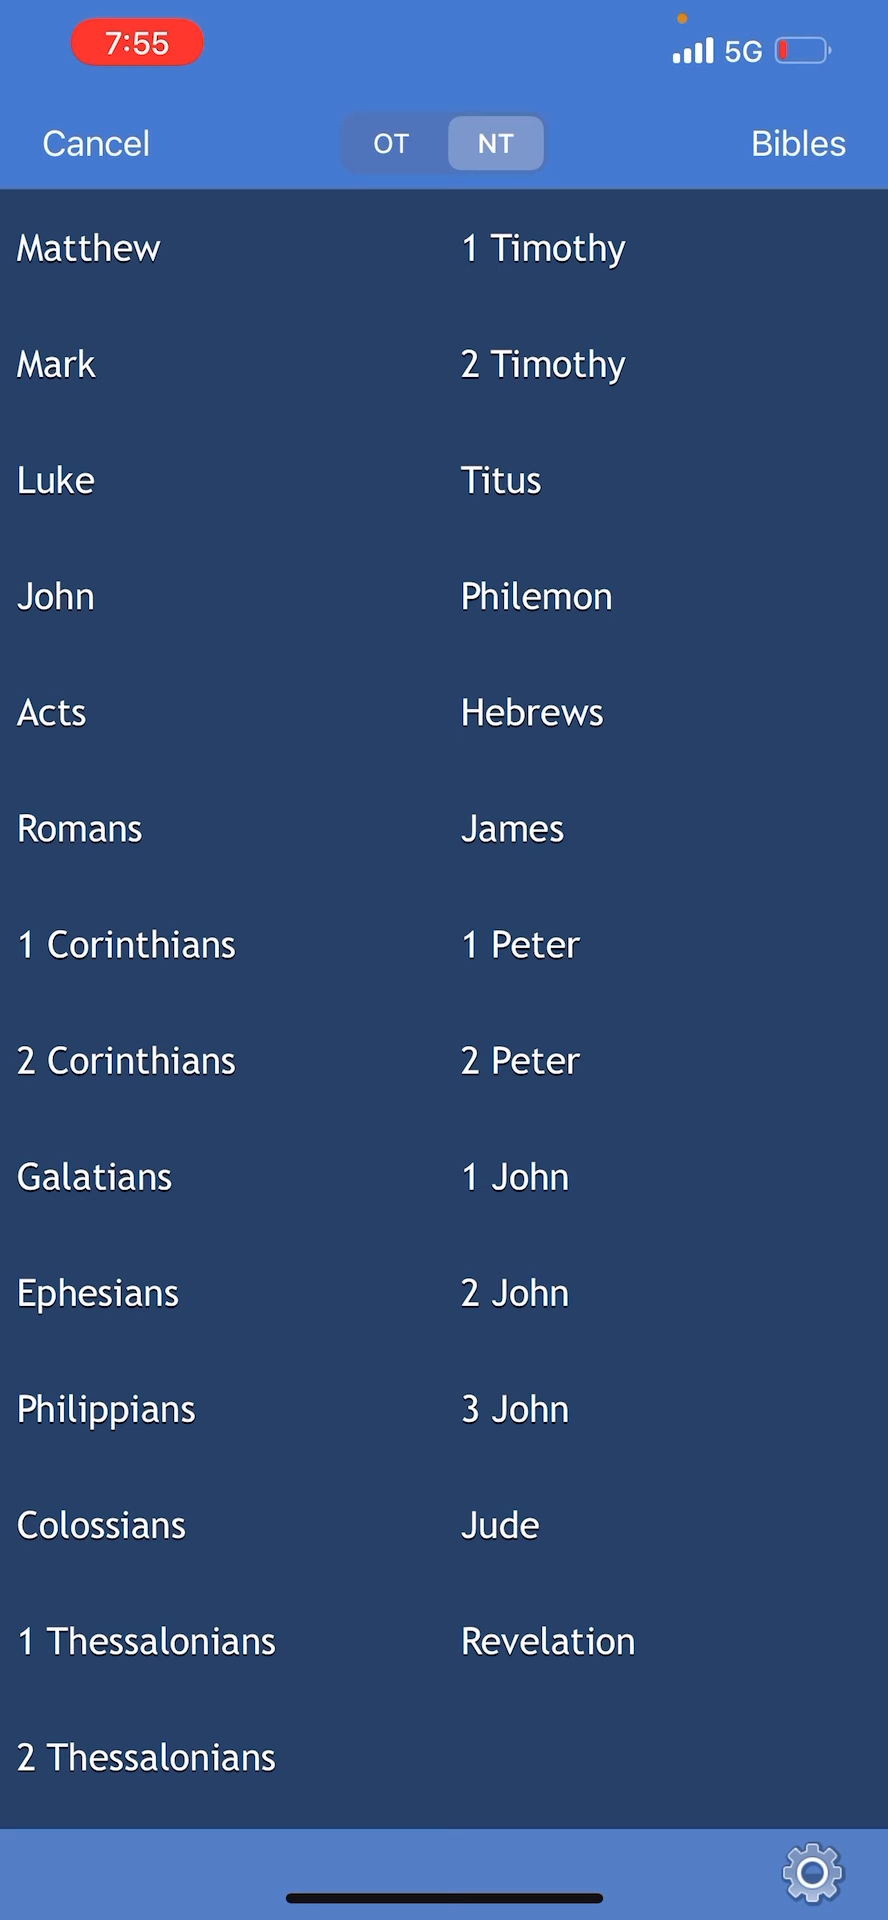 7:55 5G
Cancel OT NT Bibles
Matthew
Mark
Luke
John
Acts
Romans
1 Corinthians
2 Corinthians
Galatians
Ephesians
Philippians
Colossians
1 Thessalonians
2 Thessalonians
1 Timothy
2 Timothy
Titus
Philemon
Hebrews
James
1 Peter
2 Peter
1 John
2 John
3 John
Jude
Revelation